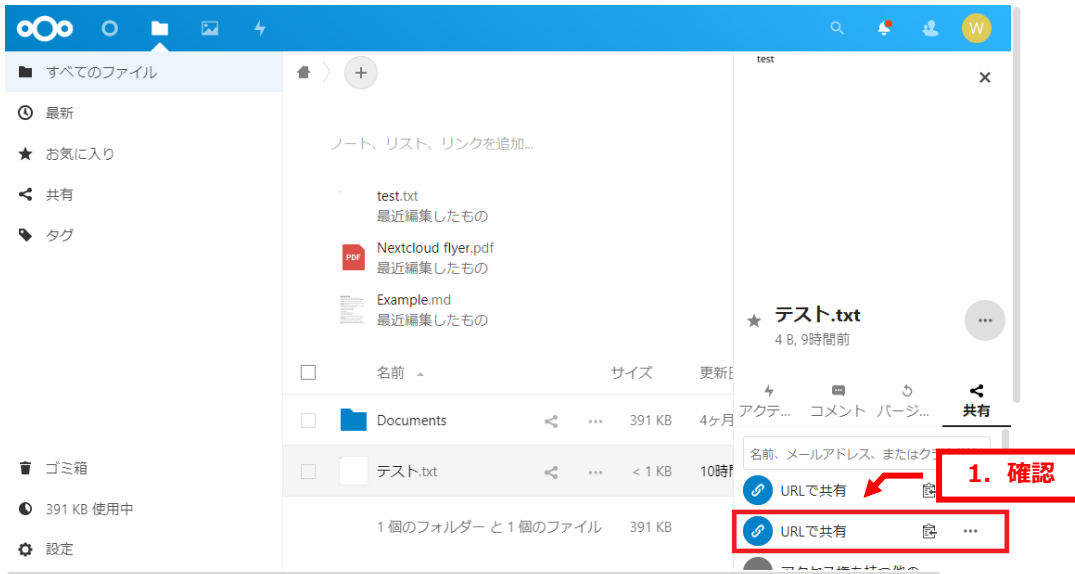 W
すべてのファイル
最新
お気に入り
共有
タグ
ゴミ箱
391 KB 使用中
設定
ノート、リスト、リンクを追加...
test.txt
最近編集したもの
PDF
Nextcloud flyer.pdf
最近編集したもの
Example.md
最近編集したもの
名前 サイズ 更新日
Documents 391 KB 4ヶ月
テスト.txt < 1 KB 10時間
1 個のフォルダー と 1 個のファイル 391 KB
test
テスト.txt
4 B, 9時間前
アクテ... コメント バージ... 共有
名前、メールアドレス、またはクラ
URLで共有
1. 確認
URLで共有